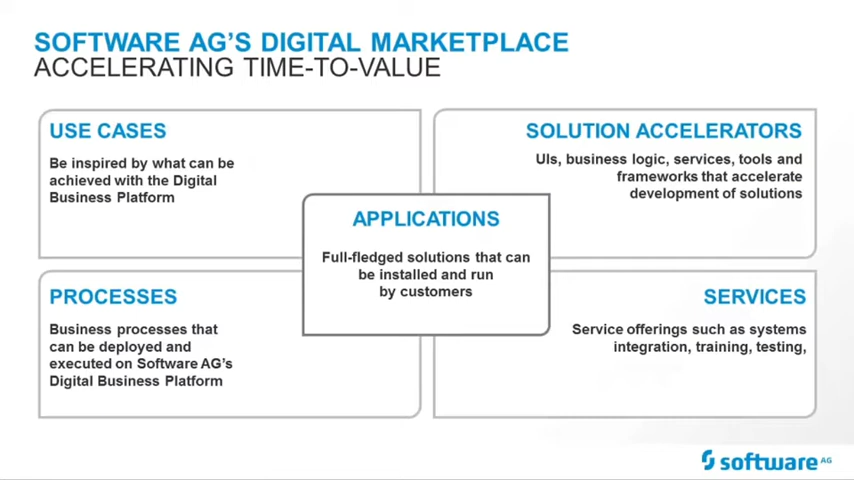 SOFTWARE AG'S DIGITAL MARKETPLACE
ACCELERATING TIME-TO-VALUE
USE CASES
Be inspired by what can be
achieved with the Digital
Business Platform
SOLUTION ACCELERATORS
UIs, business logic, services, tools and
frameworks that accelerate
development of solutions
APPLICATIONS
Full-fledged solutions that can
be installed and run
by customers
PROCESSES
Business processes that
can be deployed and
executed on Software AG's
Digital Business Platform
SERVICES
Service offerings such as systems
integration, training, testing,
software AG